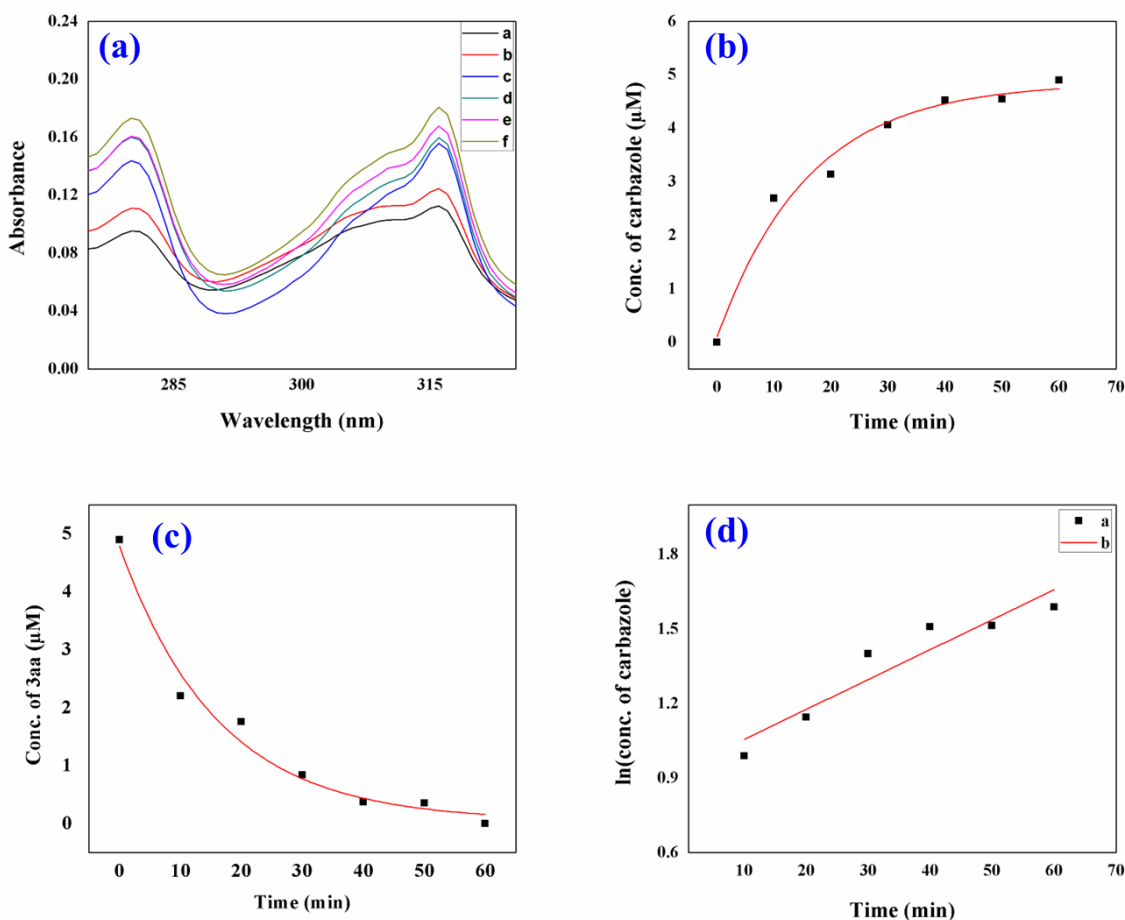 (a)
0.24
0.20
0.16
0.12
0.08
0.04
0.00
Absorbance
285
300
315
Wavelength (nm)
a
b
c
d
e
f
(b)
6
5
4
3
2
1
0
Conc. of carbazole (µM)
0
10
20
30
40
50
60
70
Time (min)
(c)
5
4
3
2
1
0
Conc. of 3aa (µM)
0
10
20
30
40
50
60
Time (min)
(d)
1.8
1.5
1.2
0.9
0.6
ln(conc. of carbazole)
10
20
30
40
50
60
70
Time (min)
a
b